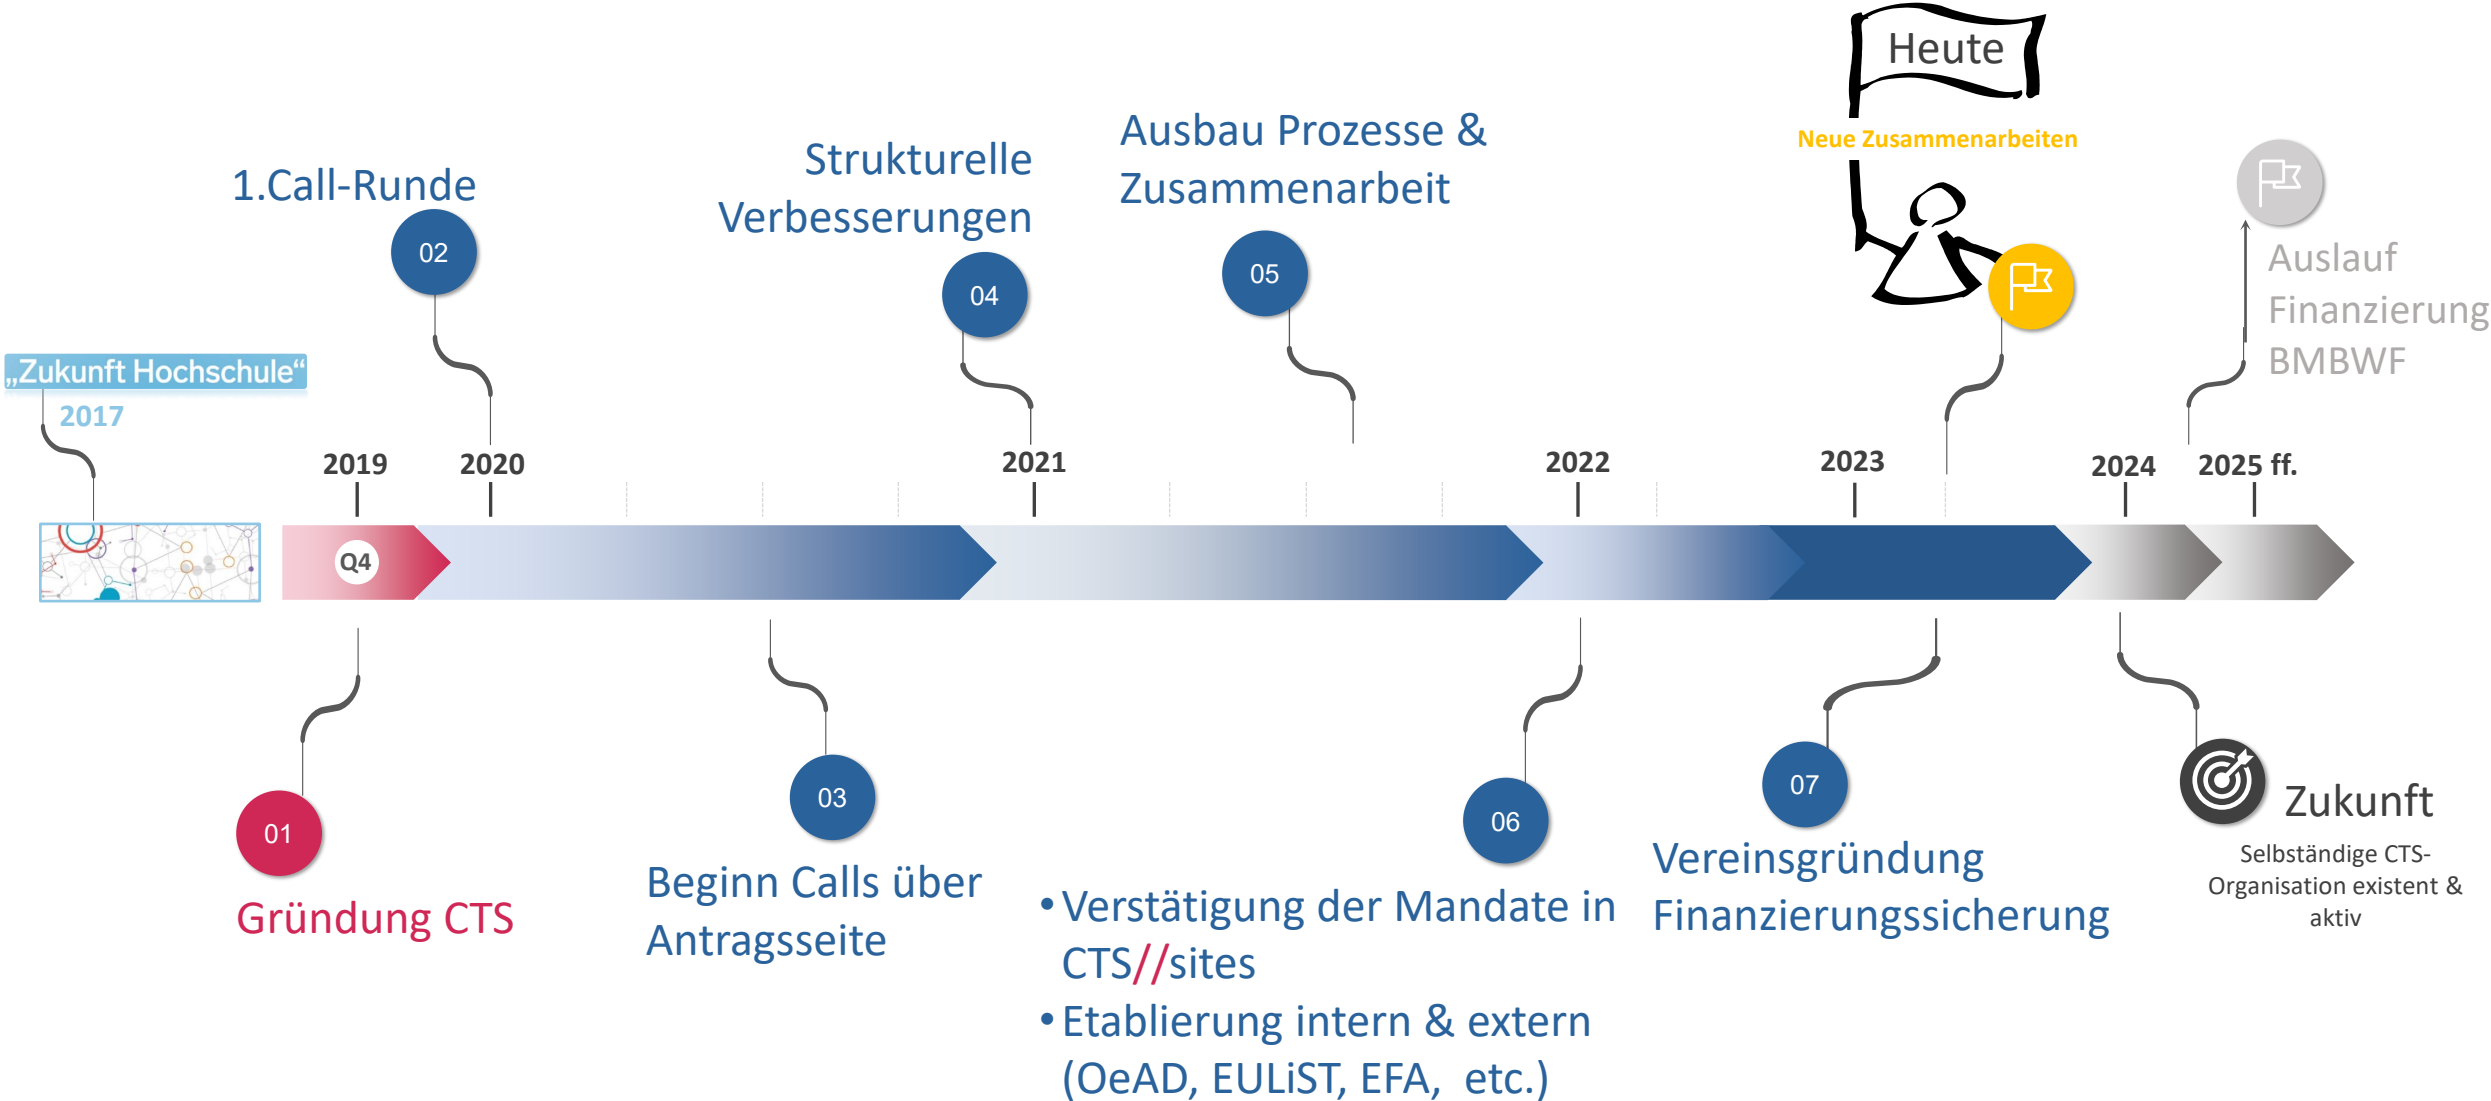 Heute
Neue Zusammenarbeiten
1.Call-Runde
02
Strukturelle
Verbesserungen
04
Ausbau Prozesse &
Zusammenarbeit
05
Auslauf
Finanzierung
BMBWF
„Zukunft Hochschule“
2017
2019
2020
2021
2022
2023
2024
2025 ff.
Q4
01
Gründung CTS
03
Beginn Calls über
Antragsseite
06
• Verstätigung der Mandate in
CTS//sites
• Etablierung intern & extern
(OeAD, EULiST, EFA, etc.)
07
Vereinsgründung
Finanzierungssicherung
Zukunft
Selbständige CTS-
Organisation existent &
aktiv